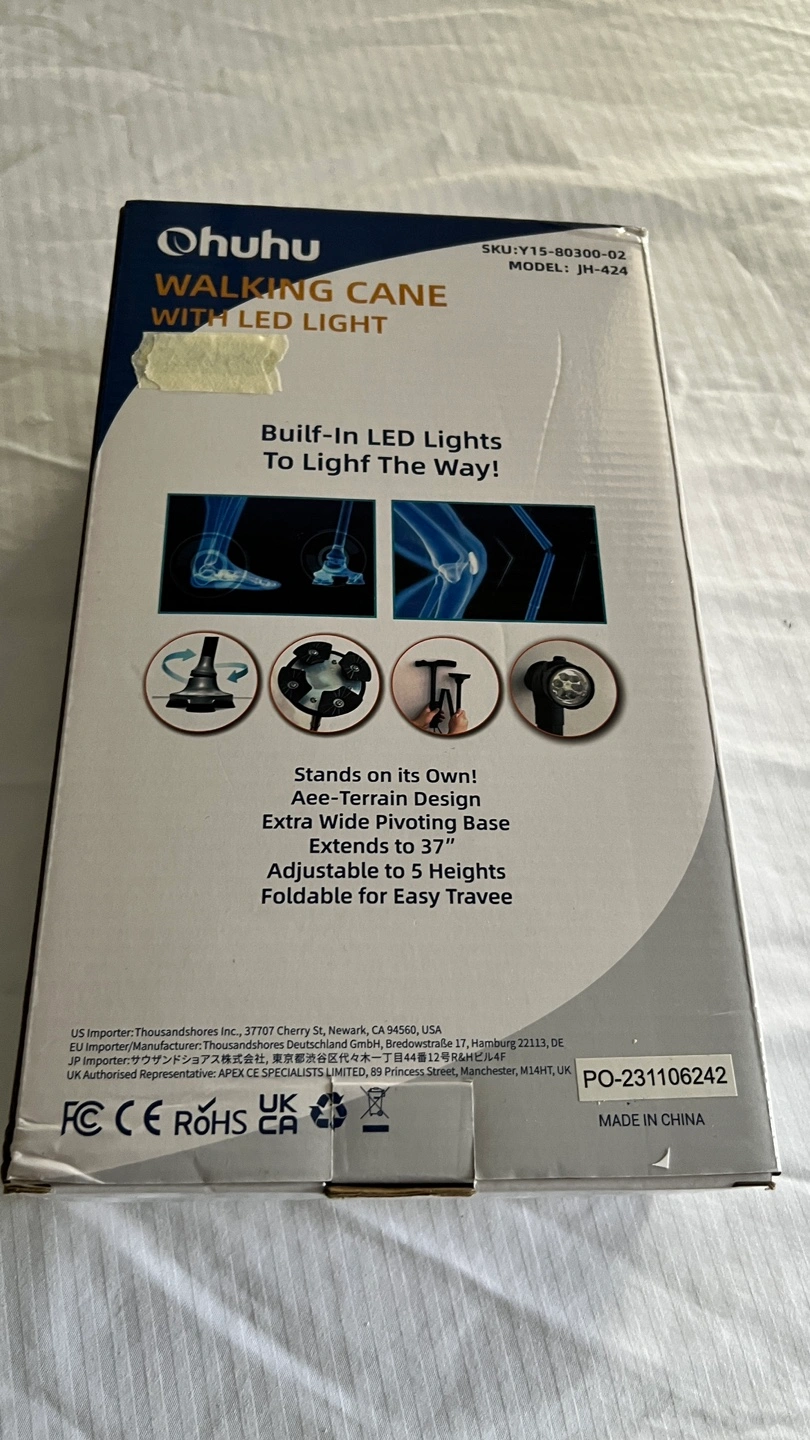 Ohuhu
SKU:Y15-80300-02
MODEL: JH-424
WALKING CANE
WITH LED LIGHT
Builf-In LED Lights
To Lighf The Way!
Stands on its Own!
Aee-Terrain Design
Extra Wide Pivoting Base
Extends to 37”
Adjustable to 5 Heights
Foldable for Easy Travee
US Importer:Thousandshores Inc., 37707 Cherry St, Newark, CA 94560, USA
EU Importer/Manufacturer: Thousandshores Deutschland GmbH, Bredowstraße 17, Hamburg 22113, DE
JP Importer:サウザンドショアス株式会社, 東京都渋谷区代々木一丁目44番12号R&Hビル4F
UK Authorised Representative: APEX CE SPECIALISTS LIMITED, 89 Princess Street, Manchester, M14HT, UK
PO-231106242
FC CE RoHS UK
CA
MADE IN CHINA